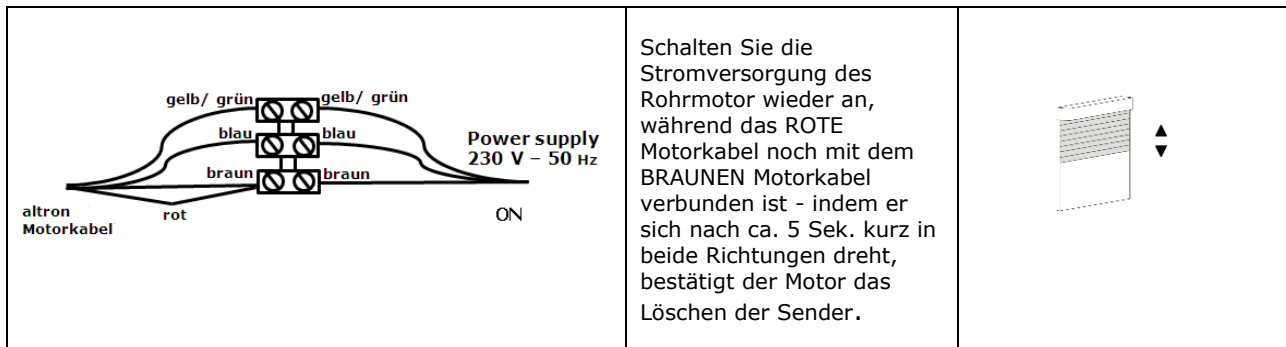 gelb/ grün gelb/ grün
blau blau
Power supply
230 V – 50 Hz
braun braun
altron
Motorkabel
rot
ON
Schalten Sie die
Stromversorgung des
Rohrmotor wieder an,
während das ROTE
Motorkabel noch mit dem
BRAUNEN Motorkabel
verbunden ist - indem er
sich nach ca. 5 Sek. kurz in
beide Richtungen dreht,
bestätigt der Motor das
Löschen der Sender.